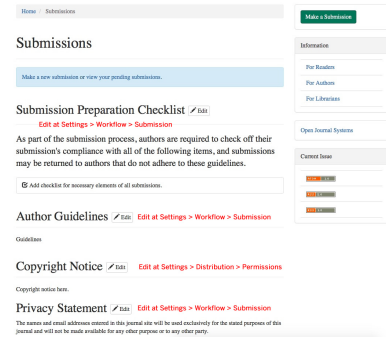 Home / Submissions
Submissions
Make a new submission or view your pending submissions.
Submission Preparation Checklist Edit
Edit at Settings > Workflow > Submission
As part of the submission process, authors are required to check off their
submission's compliance with all of the following items, and submissions
may be returned to authors that do not adhere to these guidelines.
Add checklist for necessary elements of all submissions.
Author Guidelines Edit Edit at Settings > Workflow > Submission
Guidelines
Copyright Notice Edit Edit at Settings > Distribution > Permissions
Copyright notice here.
Privacy Statement Edit Edit at Settings > Workflow > Submission
The names and email addresses entered in this journal site will be used exclusively for the stated purposes of this
journal and will not be made available for any other purpose or to any other party.
Make a Submission
Information
For Readers
For Authors
For Librarians
Open Journal Systems
Current Issue